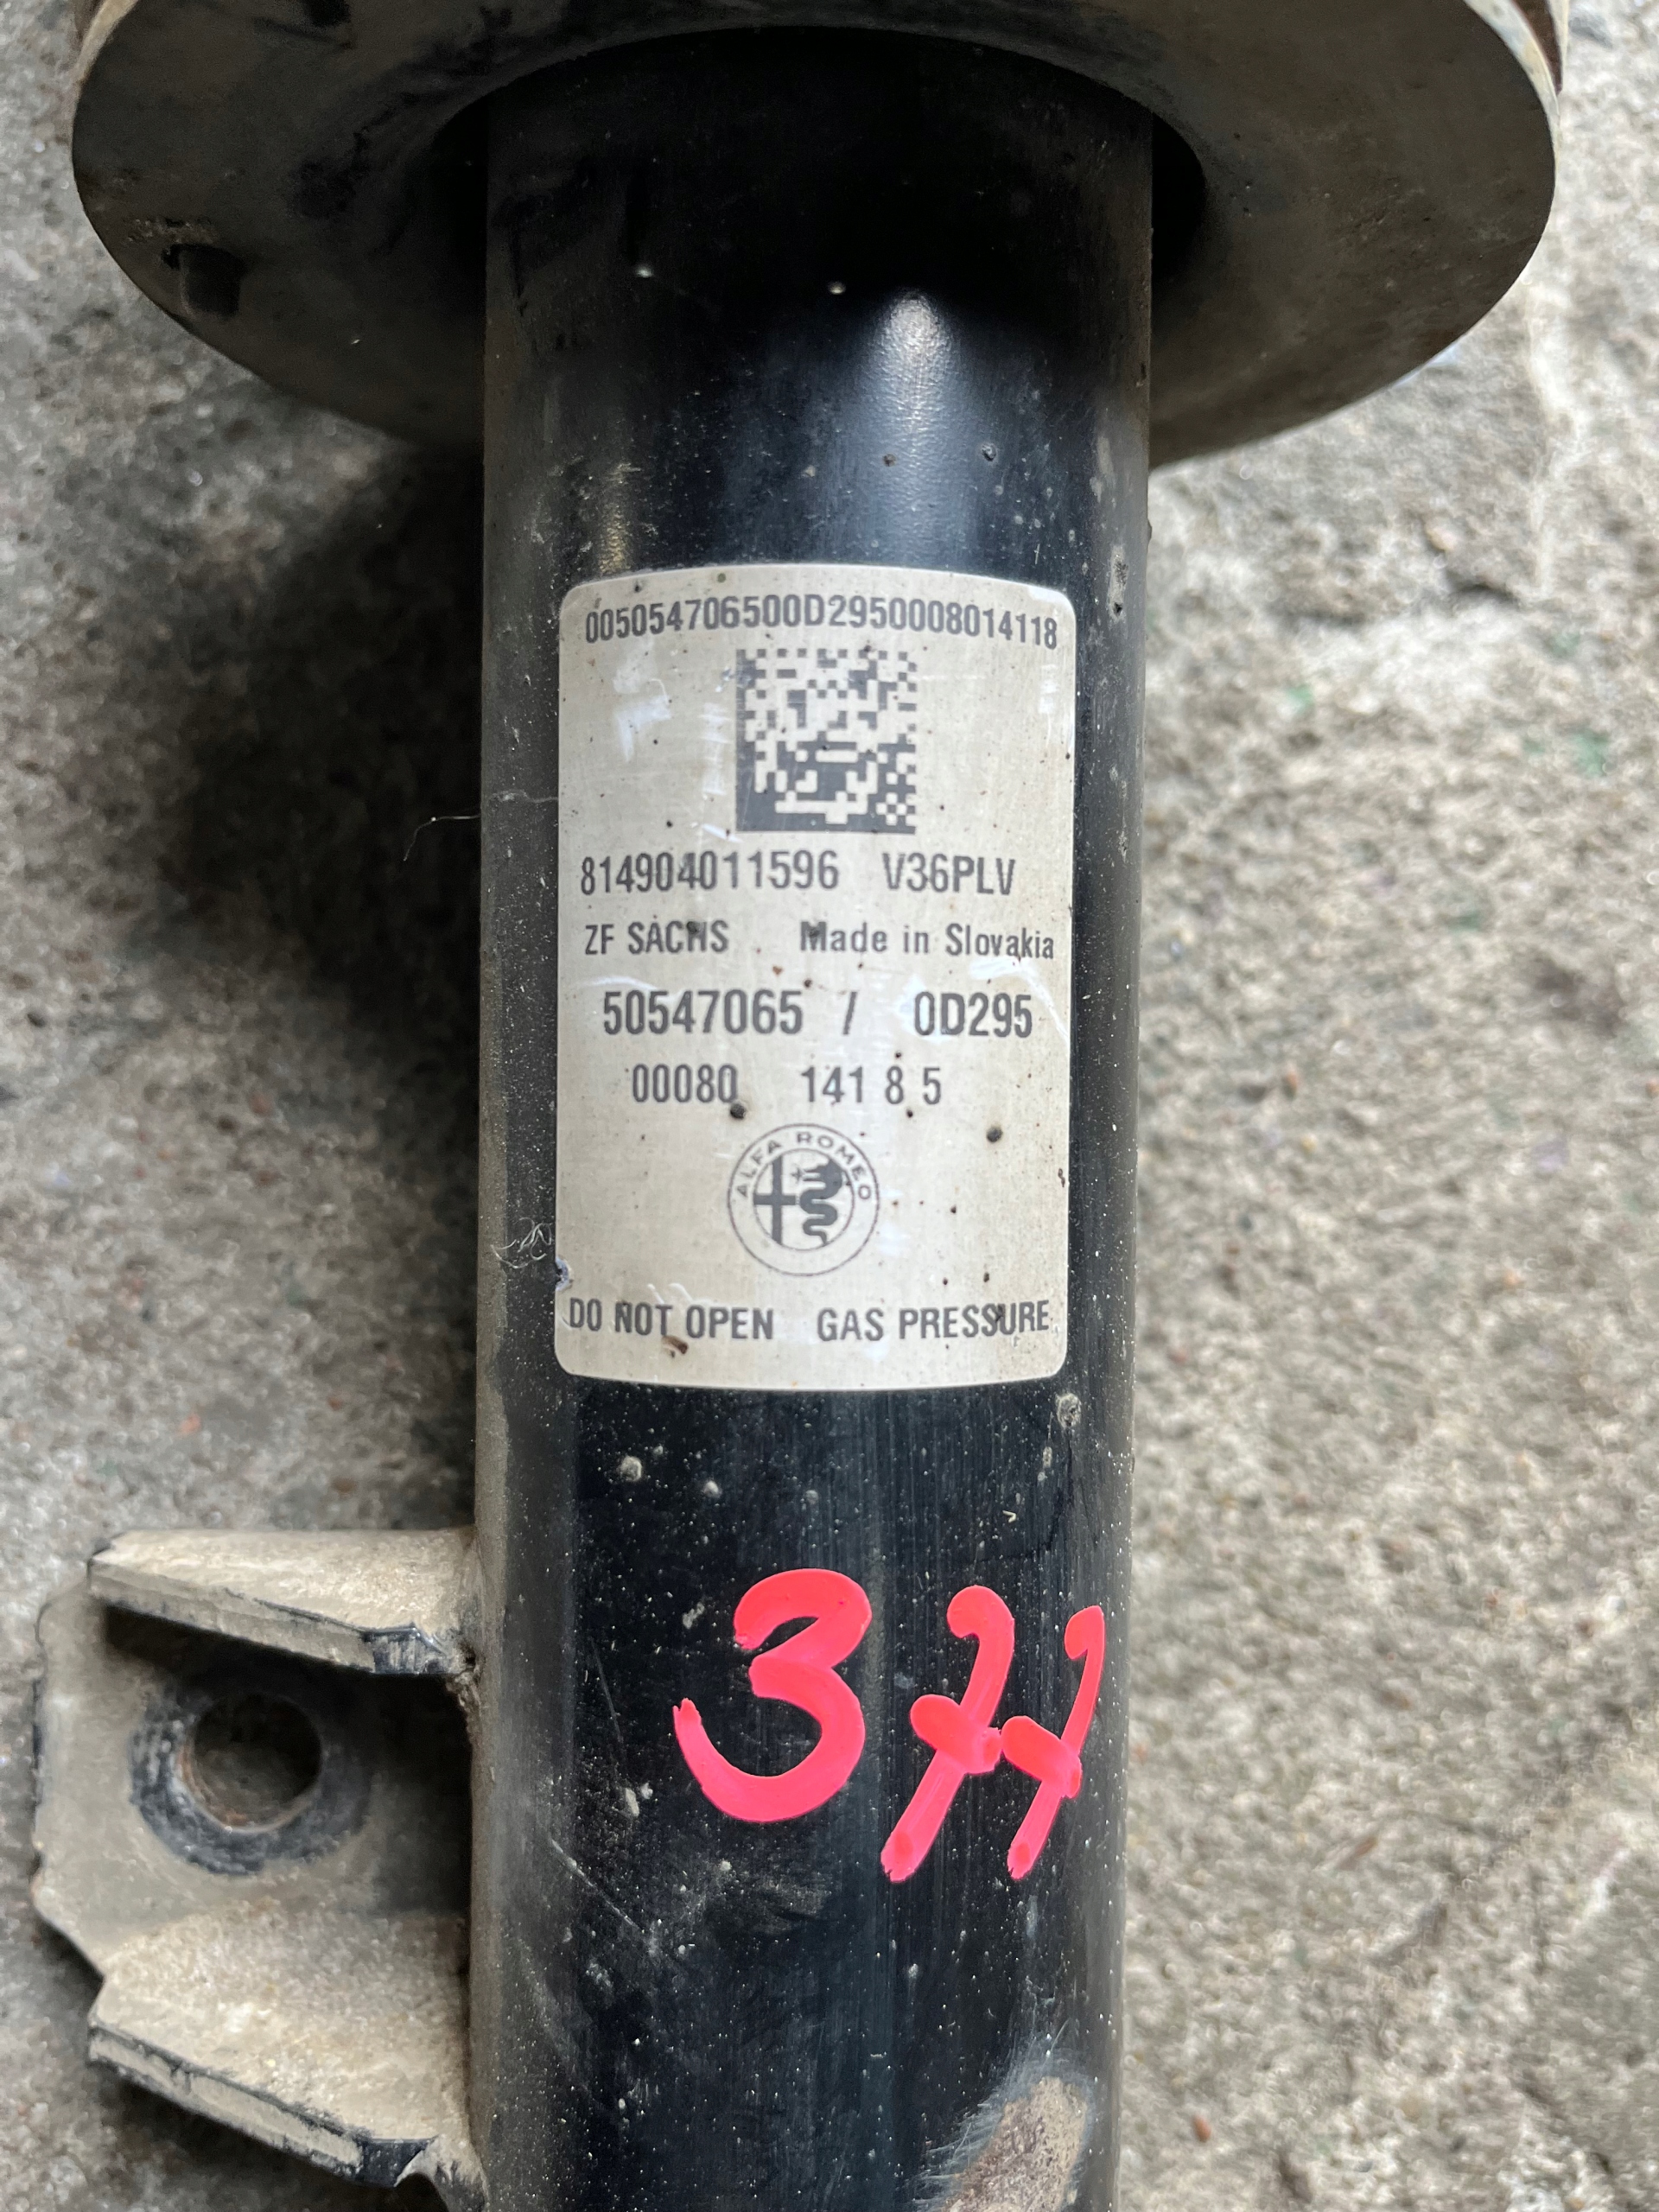 005054706500D2950008014118
814904011596 V36PLV
ZF SACHS Made in Slovakia
50547065 / 0D295
00080 141 8 5
ALFA ROMEO
DO NOT OPEN GAS PRESSURE
377